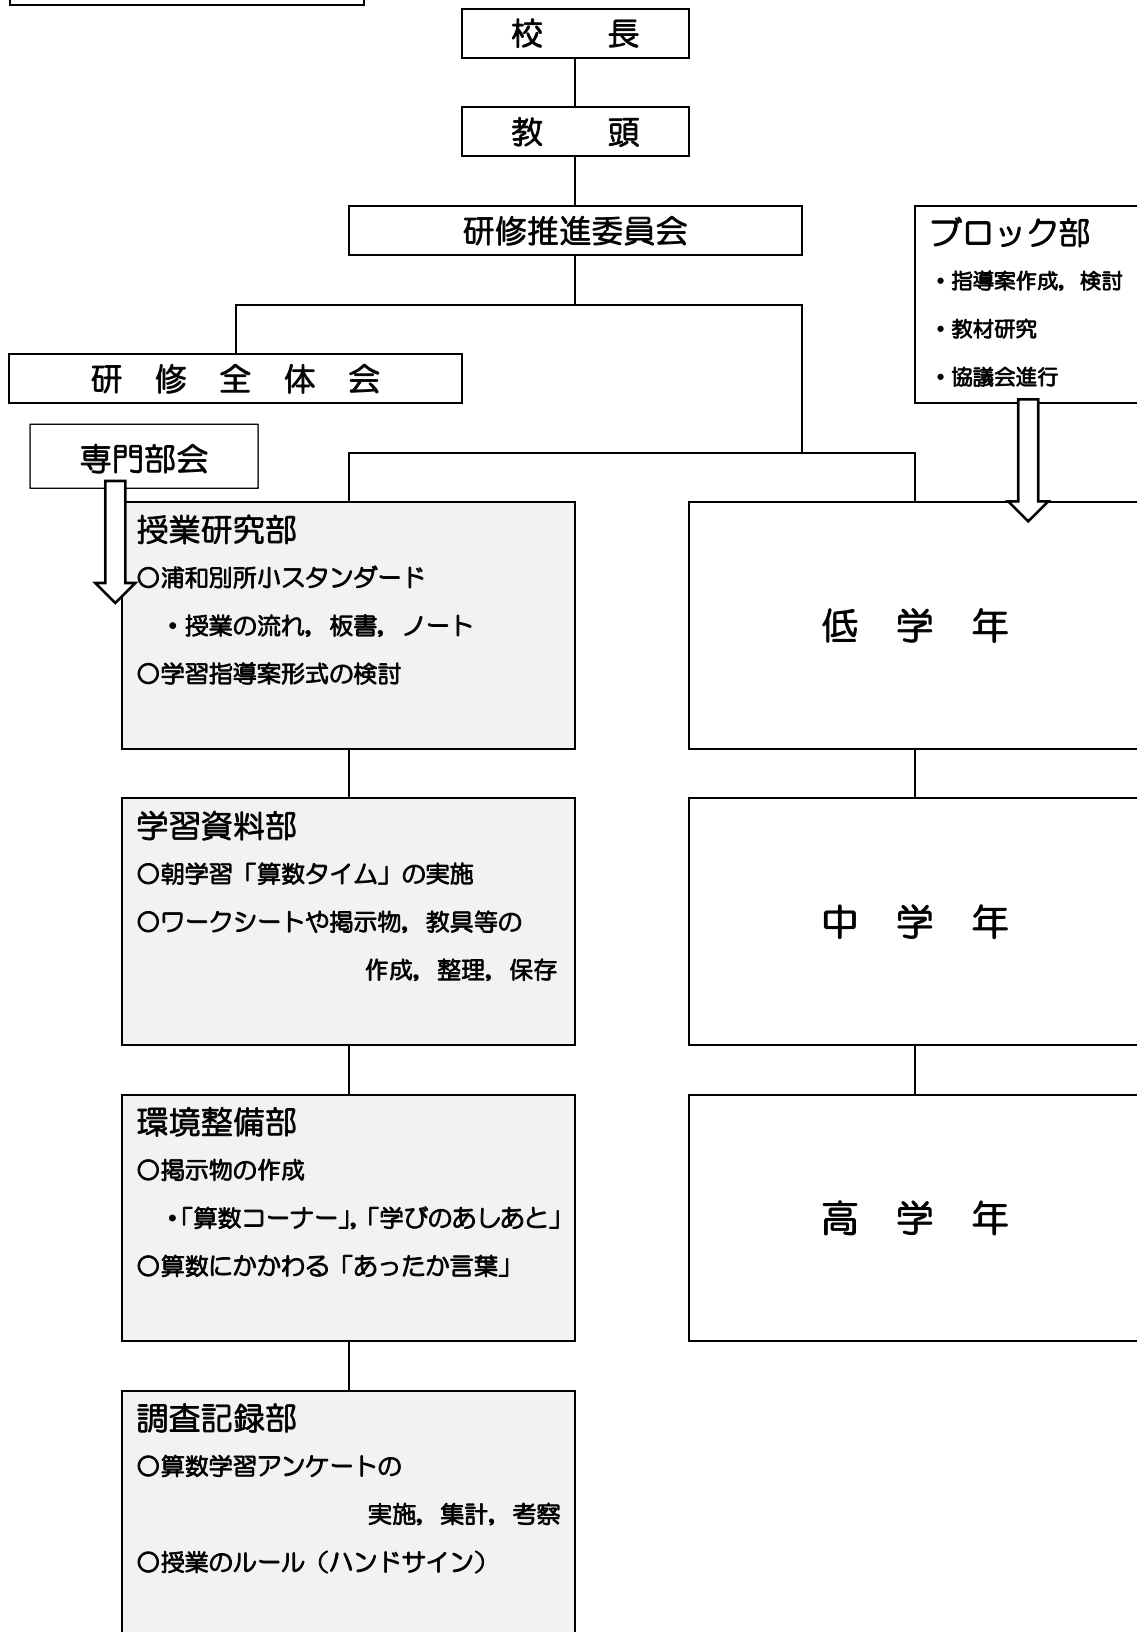 校　長
教　頭
研修推進委員会
ブロック部
・指導案作成，検討
・教材研究
・協議会進行
研　修　全　体　会
専門部会
授業研究部
○浦和別所小スタンダード
・授業の流れ，板書，ノート
○学習指導案形式の検討
低　学　年
学習資料部
○朝学習「算数タイム」の実施
○ワークシートや掲示物，教具等の
作成，整理，保存
中　学　年
環境整備部
○掲示物の作成
・「算数コーナー」，「学びのあしあと」
○算数にかかわる「あったか言葉」
高　学　年
調査記録部
○算数学習アンケートの
実施，集計，考察
○授業のルール（ハンドサイン）